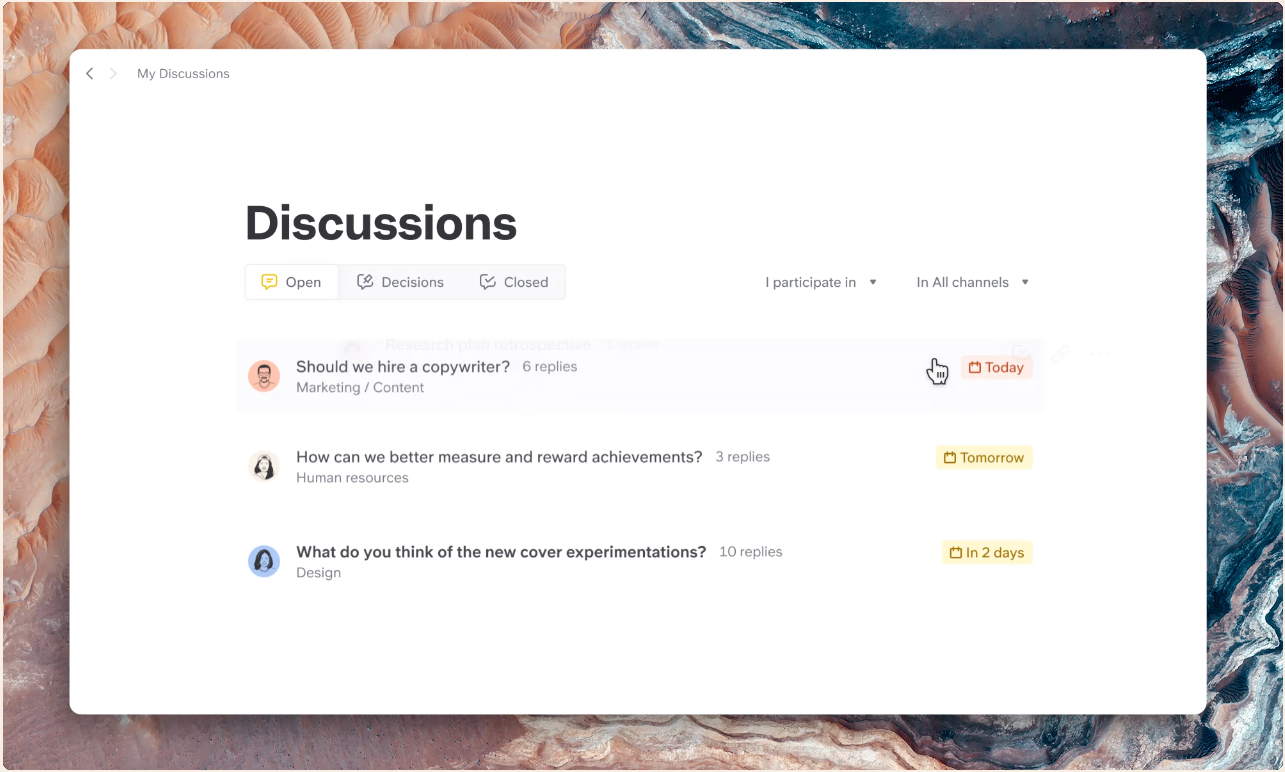 My Discussions
Discussions
Open Decisions Closed I participate in In All channels
Research plan retrospective
Should we hire a copywriter? 6 replies Today
Marketing / Content
How can we better measure and reward achievements? 3 replies Tomorrow
Human resources
What do you think of the new cover experimentations? 10 replies In 2 days
Design